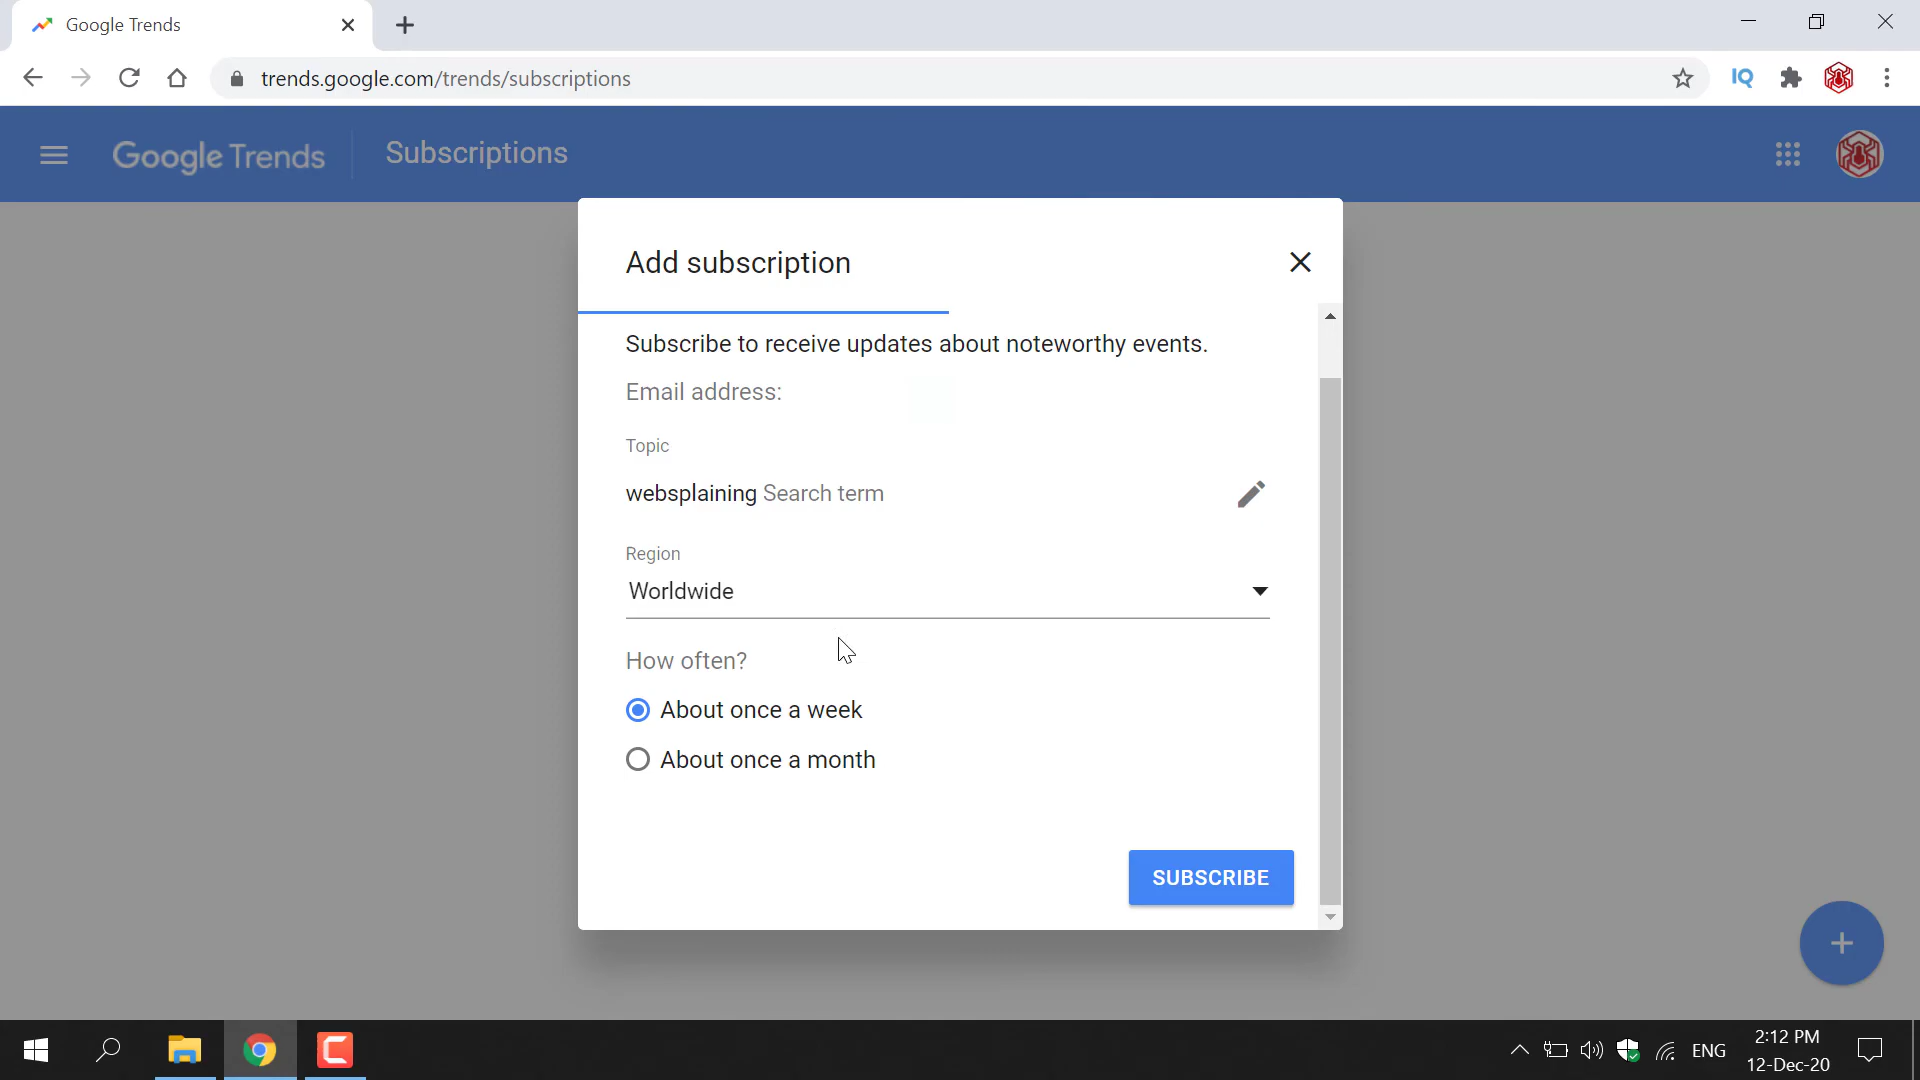 Google Trends
trends.google.com/trends/subscriptions
IQ
Google Trends
Subscriptions
Add subscription
Subscribe to receive updates about noteworthy events.
Email address:
Topic
websplaining Search term
Region
Worldwide
How often?
About once a week
About once a month
SUBSCRIBE
ENG
2:12 PM
12-Dec-20